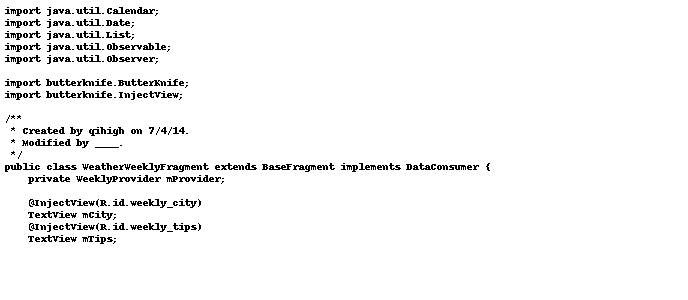 import java.util.Calendar;
import java.util.Date;
import java.util.List;
import java.util.Observable;
import java.util.Observer;
import butterknife.ButterKnife;
import butterknife.InjectView;
/**
 * Created by qihigh on 7/4/14.
 * Modified by ____.
 */
public class WeatherWeeklyFragment extends BaseFragment implements DataConsumer {
    private WeeklyProvider mProvider;
    @InjectView(R.id.weekly_city)
    TextView mCity;
    @InjectView(R.id.weekly_tips)
    TextView mTips;